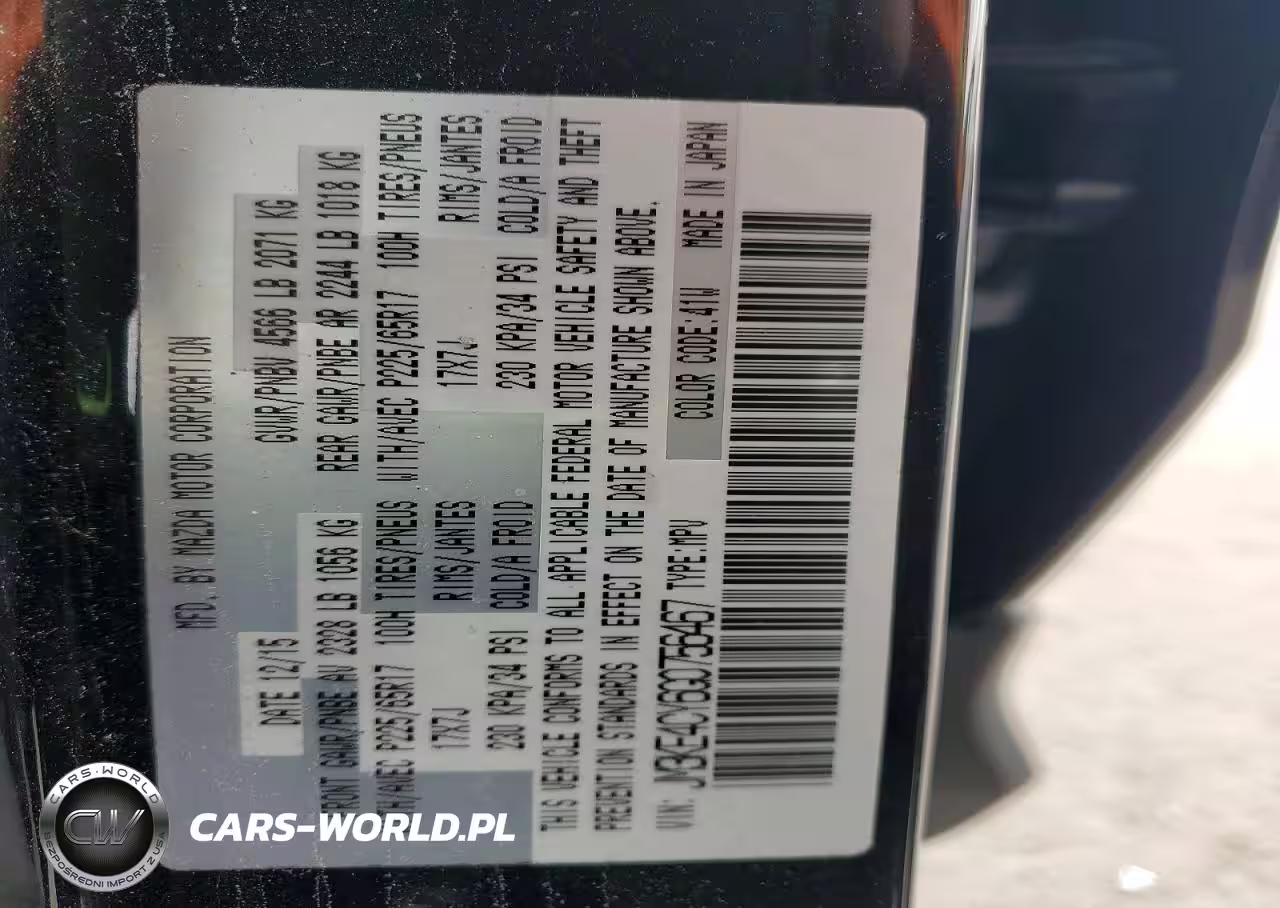 MFD. BY MAZDA MOTOR CORPORATION
DATE 12/15 GVWR/PNBV 4566 LB 2071 KG
FRONT GAWR/PNBE AV 2328 LB 1056 KG REAR GAWR/PNBE AR 2244 LB 1018 KG
WITH/AVEC P225/65R17 100H TIRES/PNEUS WITH/AVEC P225/65R17 100H TIRES/PNEUS
17X7J RIMS/JANTES 17X7J RIMS/JANTES
230 KPA/34 PSI COLD/A FROID 230 KPA/34 PSI COLD/A FROID
THIS VEHICLE CONFORMS TO ALL APPLICABLE FEDERAL MOTOR VEHICLE SAFETY AND THEFT
PREVENTION STANDARDS IN EFFECT ON THE DATE OF MANUFACTURE SHOWN ABOVE.
VIN: JM3KE4CY6G0756467 TYPE:MPV COLOR CODE:41W MADE IN JAPAN
CARS-WORLD
CW
BEZPOŚREDNI IMPORT Z USA
CARS-WORLD.PL